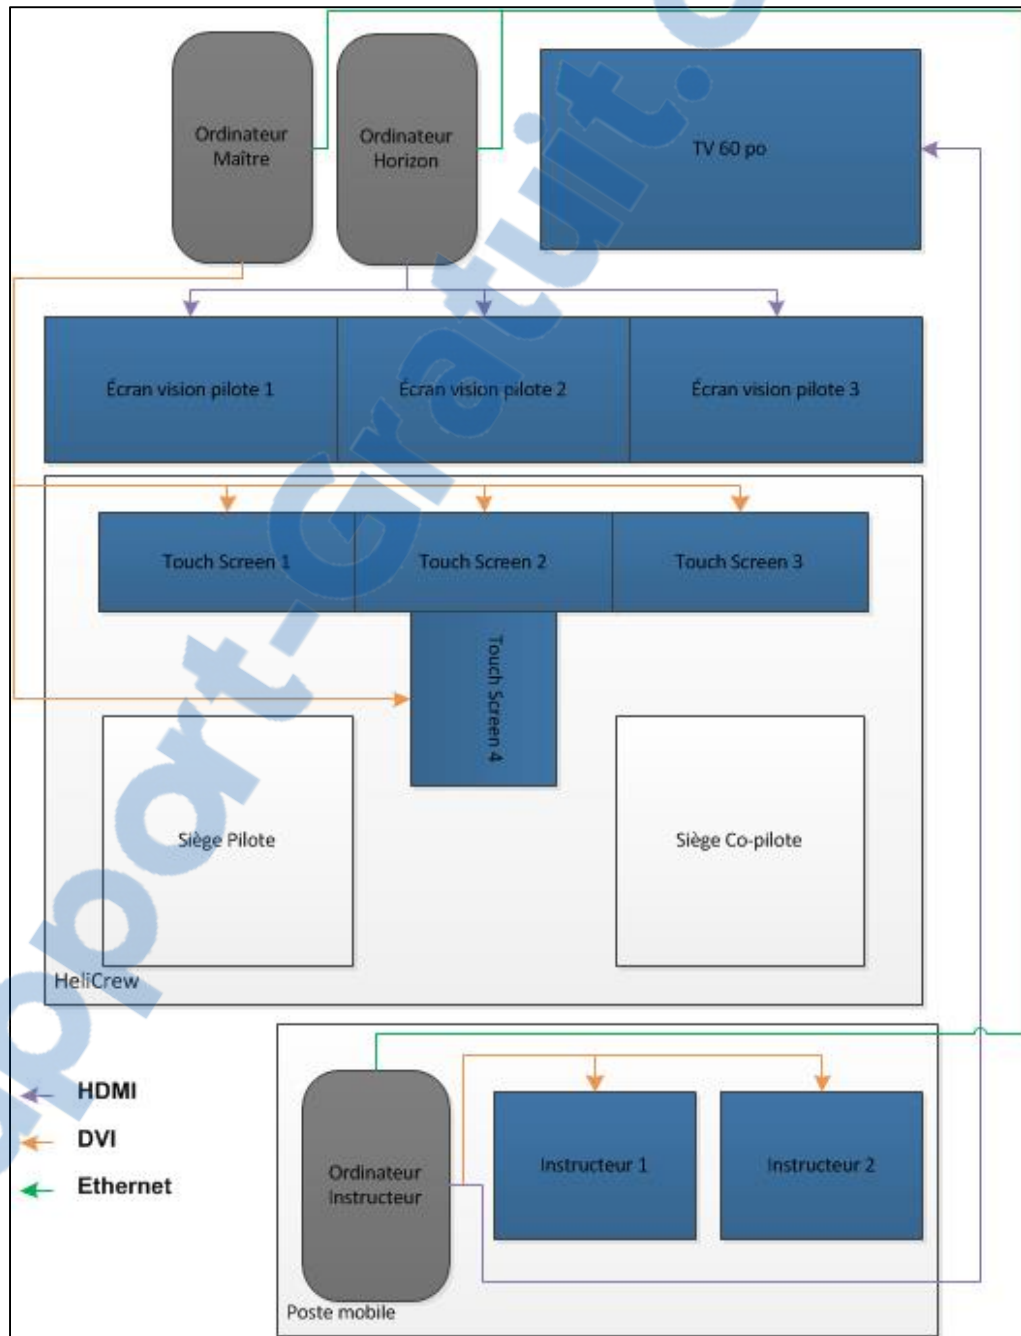 Ordinateur
Maître
Ordinateur
Horizon
TV 60 po
Écran vision pilote 1
Écran vision pilote 2
Écran vision pilote 3
Touch Screen 1
Touch Screen 2
Touch Screen 3
Touch Screen 4
Siège Pilote
Siège Co-pilote
HeliCrew
HDMI
DVI
Ethernet
Ordinateur
Instructeur
Instructeur 1
Instructeur 2
Poste mobile
pport-Gratuit.c